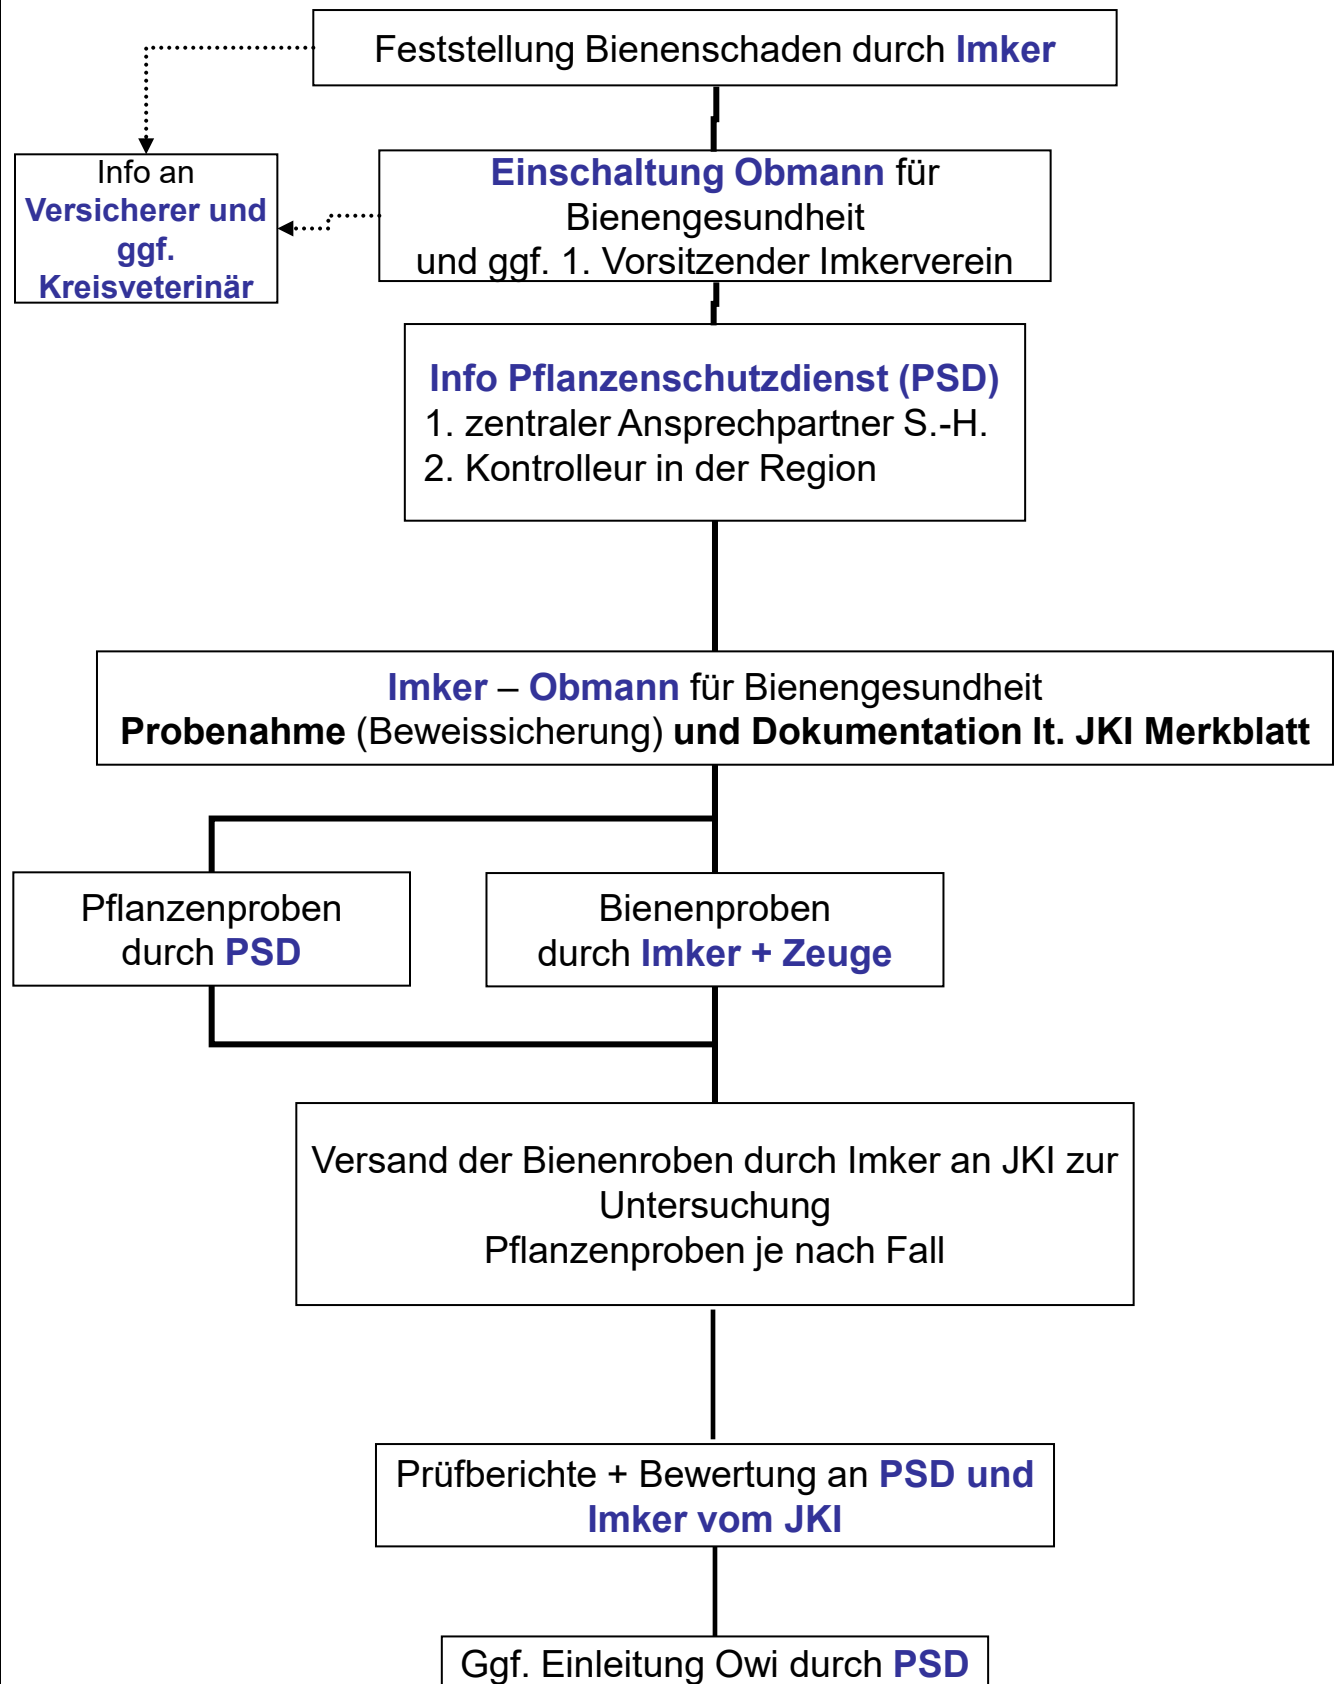 Feststellung Bienenschaden durch Imker
Info an
Versicherer und
ggf.
Kreisveterinär
Einschaltung Obmann für
Bienengesundheit
und ggf. 1. Vorsitzender Imkerverein
Info Pflanzenschutzdienst (PSD)
1. zentraler Ansprechpartner S.-H.
2. Kontrolleur in der Region
Imker – Obmann für Bienengesundheit
Probenahme (Beweissicherung) und Dokumentation lt. JKI Merkblatt
Pflanzenproben
durch PSD
Bienenproben
durch Imker + Zeuge
Versand der Bienenroben durch Imker an JKI zur
Untersuchung
Pflanzenproben je nach Fall
Prüfberichte + Bewertung an PSD und
Imker vom JKI
Ggf. Einleitung Owi durch PSD